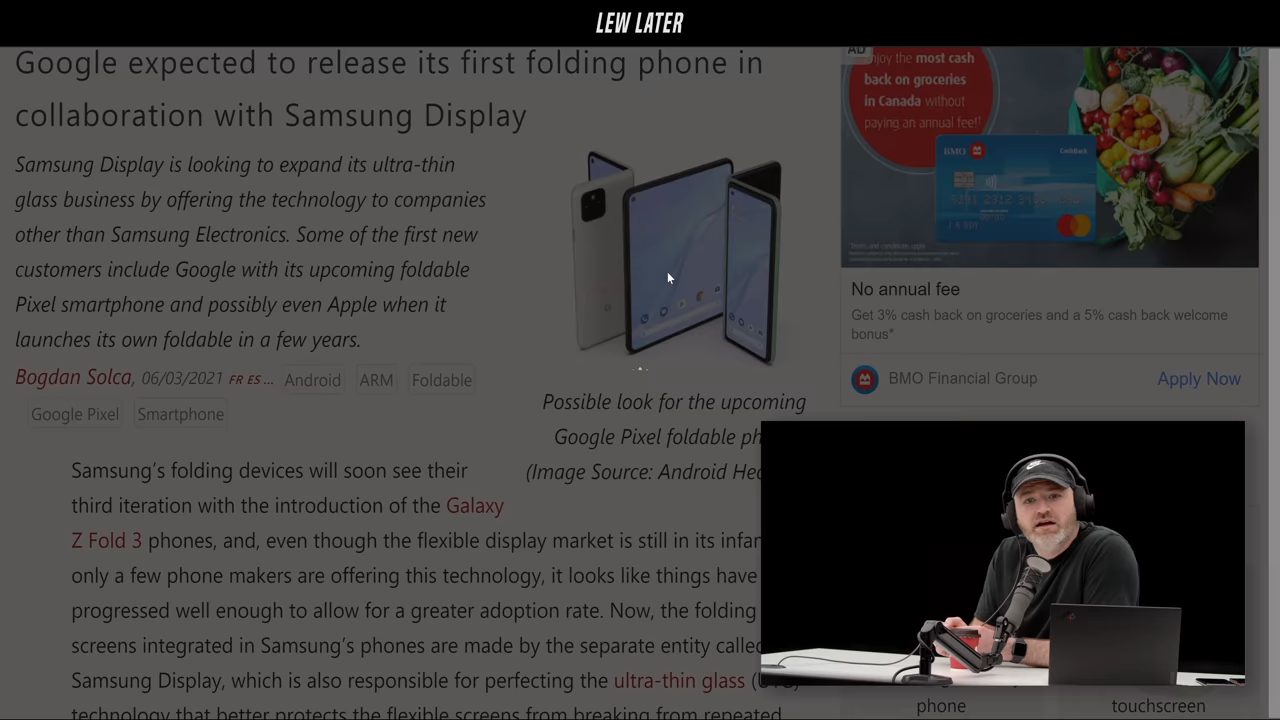 LEW LATER
Google expected to release its first folding phone in
collaboration with Samsung Display
Samsung Display is looking to expand its ultra-thin
glass business by offering the technology to companies
other than Samsung Electronics. Some of the first new
customers include Google with its upcoming foldable
Pixel smartphone and possibly even Apple when it
launches its own foldable in a few years.
Bogdan Solca, 06/03/2021 FR ES ... Android ARM Foldable
Google Pixel Smartphone
Possible look for the upcoming
Google Pixel foldable
(Image Source: Android
Samsung's folding devices will soon see their
third iteration with the introduction of the Galaxy
Z Fold 3 phones, and, even though the flexible display market is still in its
only a few phone makers are offering this technology, it looks like things have
progressed well enough to allow for a greater adoption rate. Now, the folding
screens integrated in Samsung's phones are made by the separate entity called
Samsung Display, which is also responsible for perfecting the ultra-thin glass
technology that better protects the flexible screens from breaking from repeated
AD
enjoy the most cash
back on groceries
in Canada without
paying an annual fee!†
BMO CashBack
No annual fee
Get 3% cash back on groceries and a 5% cash back welcome
bonus*
BMO Financial Group Apply Now
phone touchscreen